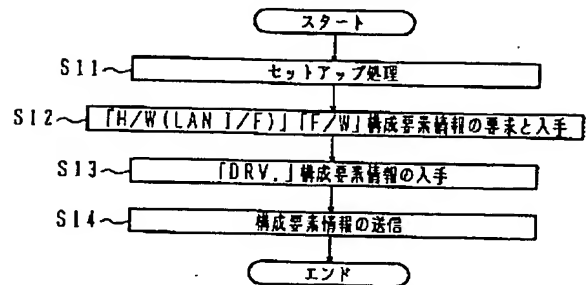 スタート
S11 セットアップ処理
S12 「H/W(LAN I/F)」「F/W」構成要素情報の要求と入手
S13 「DRV.」構成要素情報の入手
S14 構成要素情報の送信
エンド